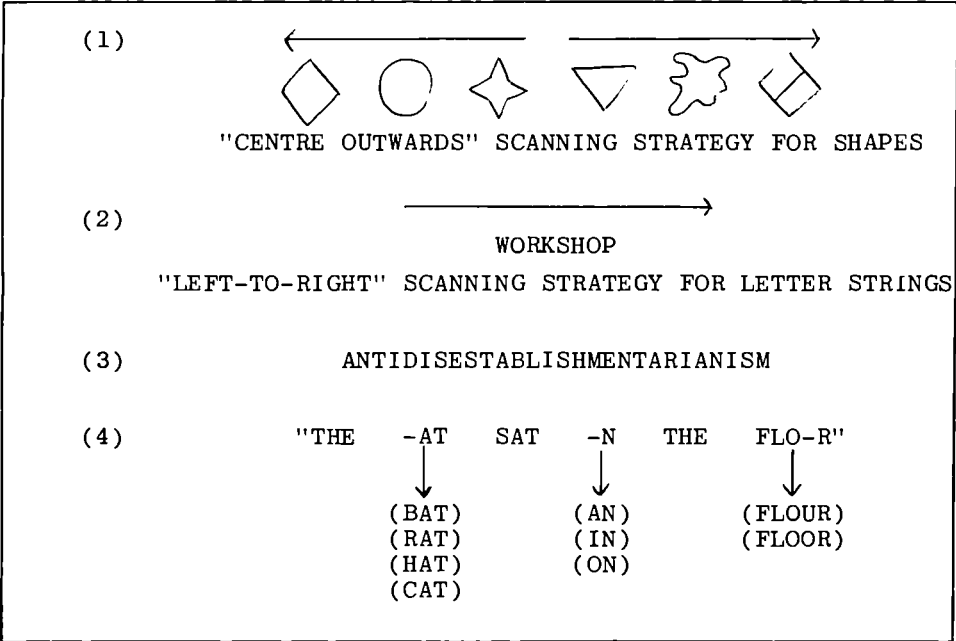 (1)
"CENTRE OUTWARDS" SCANNING STRATEGY FOR SHAPES
(2)
WORKSHOP
"LEFT-TO-RIGHT" SCANNING STRATEGY FOR LETTER STRINGS
(3) ANTIDISESTABLISHMENTARIANISM
(4) "THE -AT SAT -N THE FLO-R"
(BAT) (AN) (FLOUR)
(RAT) (IN) (FLOOR)
(HAT) (ON)
(CAT)